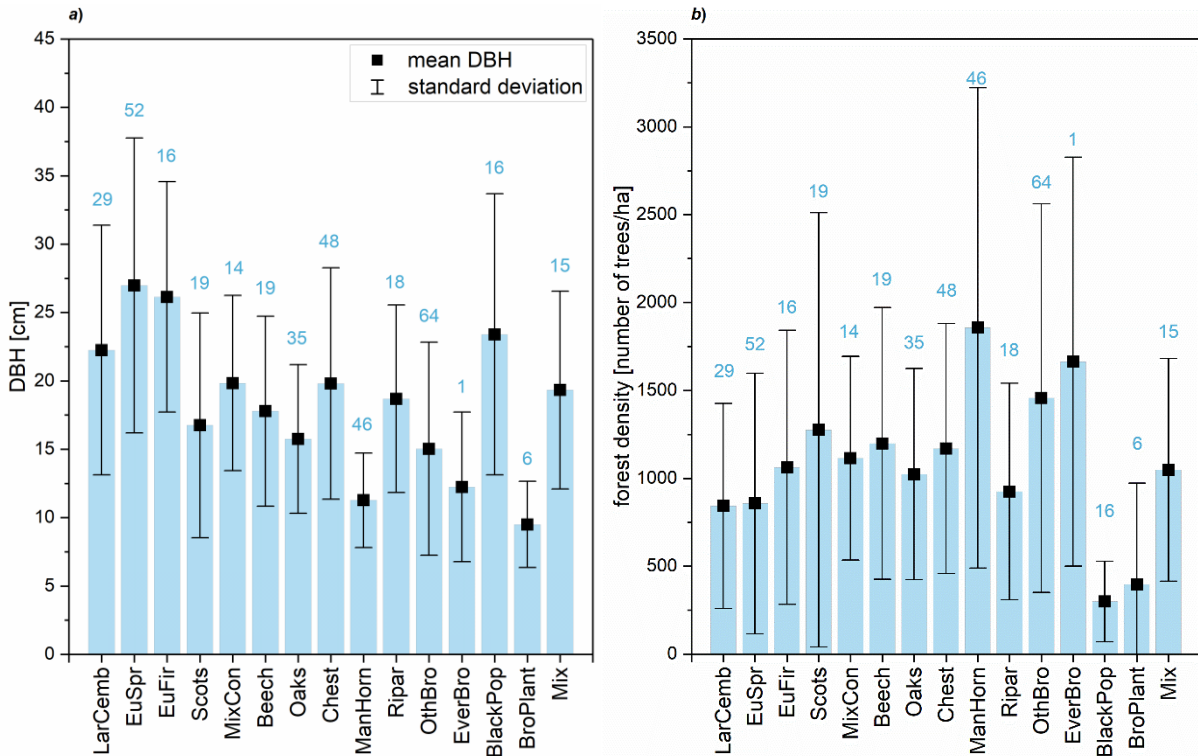 a)
45
40
35
30
25
20
15
10
5
0
DBH [cm]
mean DBH
standard deviation
29
52
16
19
14
19
35
48
46
18
64
1
16
6
15
LarCemb
EuSpr
EuFir
Scots
MixCon
Beech
Oaks
Chest
ManHorn
Ripar
OthBro
EverBro
BlackPop
BroPlant
Mix
b)
3500
3000
2500
2000
1500
1000
500
0
forest density [number of trees/ha]
29
52
16
19
14
19
35
48
46
18
64
1
16
6
15
LarCemb
EuSpr
EuFir
Scots
MixCon
Beech
Oaks
Chest
ManHorn
Ripar
OthBro
EverBro
BlackPop
BroPlant
Mix